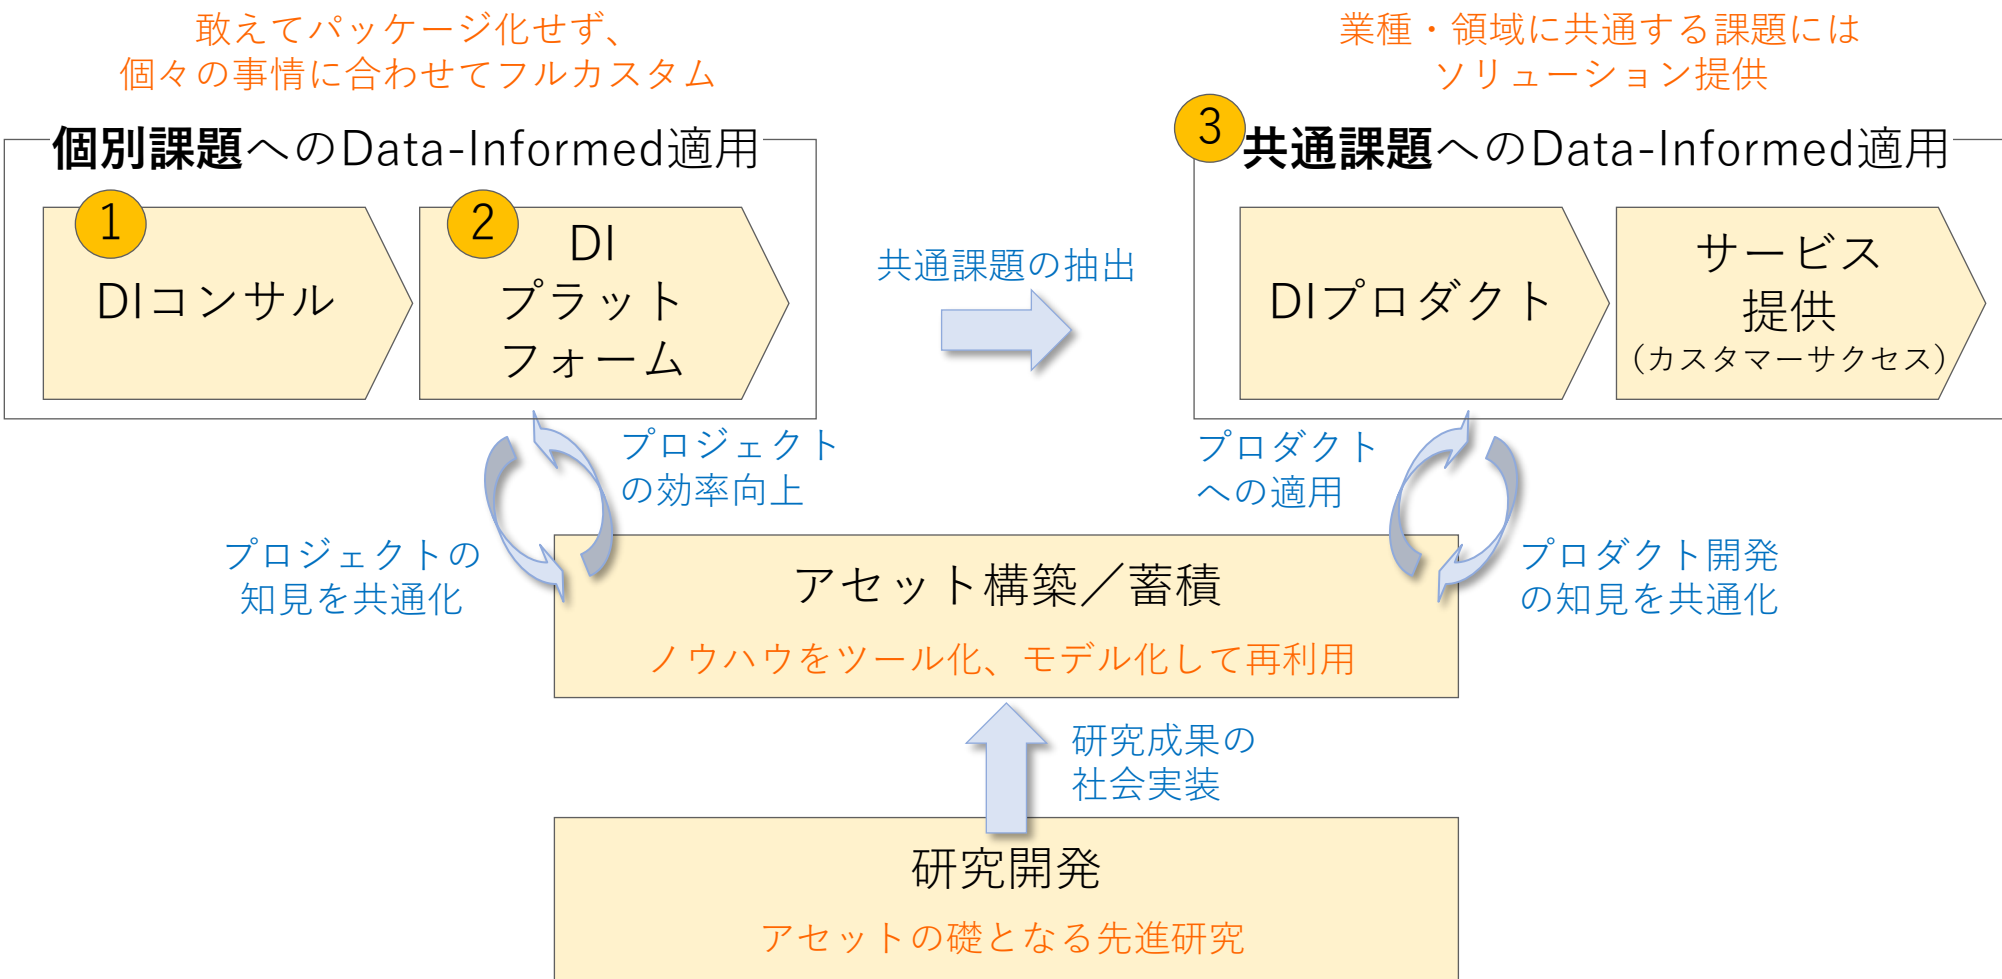 敢えてパッケージ化せず、
個々の事情に合わせてフルカスタム
業種・領域に共通する課題には
ソリューション提供
個別課題へのData-Informed適用
1
DIコンサル
2
DI
プラット
フォーム
共通課題の抽出
3
共通課題へのData-Informed適用
DIプロダクト
サービス
提供
(カスタマーサクセス)
プロジェクト
の効率向上
プロジェクトの
知見を共通化
プロダクト
への適用
プロダクト開発
の知見を共通化
アセット構築／蓄積
ノウハウをツール化、モデル化して再利用
研究成果の
社会実装
研究開発
アセットの礎となる先進研究